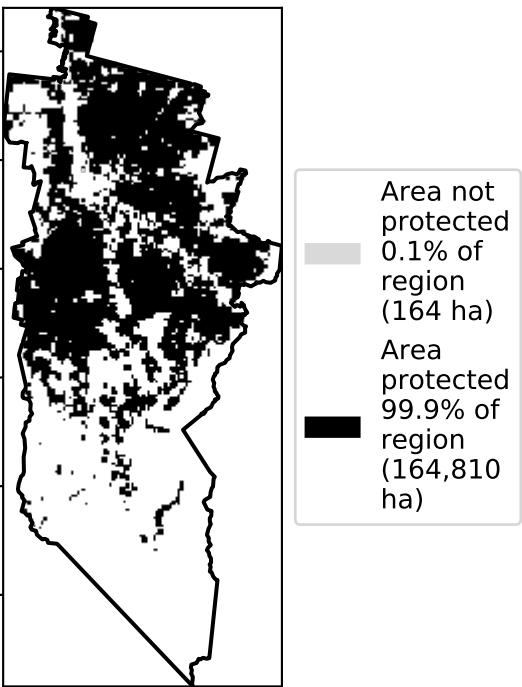 Area not
protected
0.1% of
region
(164 ha)
Area
protected
99.9% of
region
(164,810
ha)